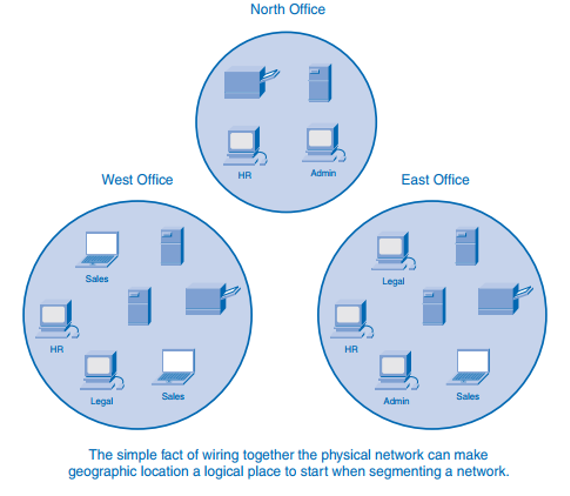 North Office
HR
Admin
West Office
East Office
Sales
Legal
HR
HR
Legal
Sales
Admin
Sales
The simple fact of wiring together the physical network can make
geographic location a logical place to start when segmenting a network.